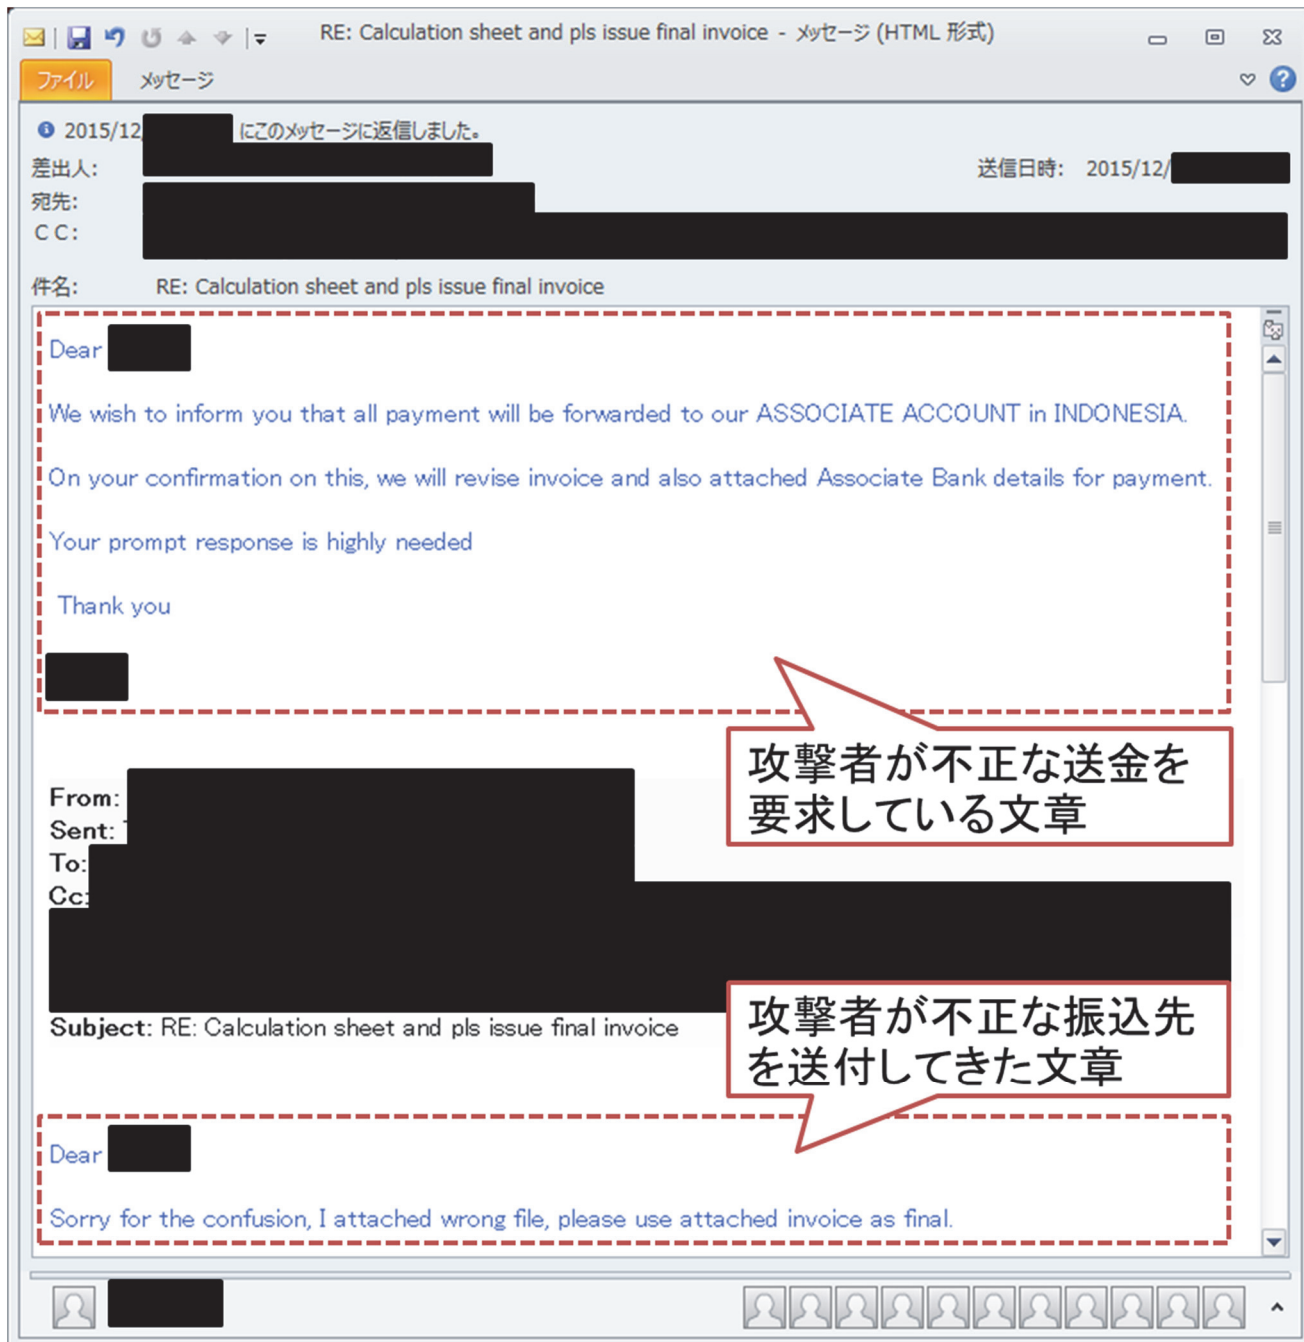 RE: Calculation sheet and pls issue final invoice - メッセージ (HTML 形式)
ファイル メッセージ
2015/12/ にこのメッセージに返信しました。
差出人: 送信日時: 2015/12/
宛先:
CC:
件名: RE: Calculation sheet and pls issue final invoice
Dear
We wish to inform you that all payment will be forwarded to our ASSOCIATE ACCOUNT in INDONESIA.
On your confirmation on this, we will revise invoice and also attached Associate Bank details for payment.
Your prompt response is highly needed
Thank you
攻撃者が不正な送金を
要求している文章
From:
Sent:
To:
Cc:
Subject: RE: Calculation sheet and pls issue final invoice
攻撃者が不正な振込先
を送付してきた文章
Dear
Sorry for the confusion, I attached wrong file, please use attached invoice as final.